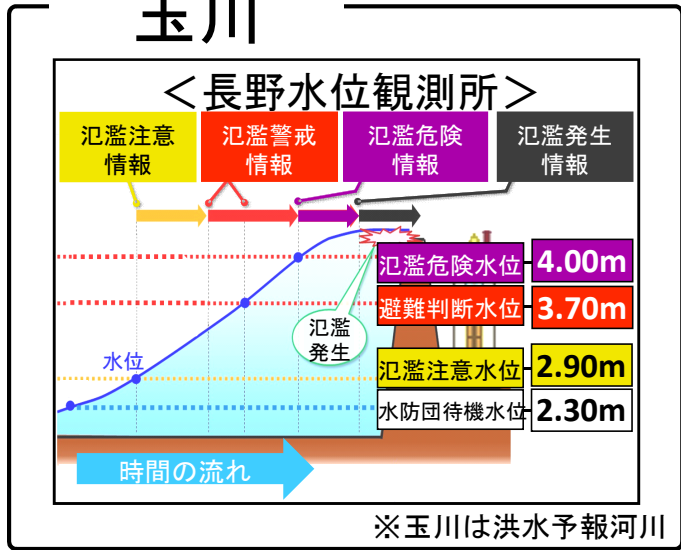 玉川
＜長野水位観測所＞
氾濫注意
情報
氾濫警戒
情報
氾濫危険
情報
氾濫発生
情報
氾濫危険水位
4.00m
避難判断水位
3.70m
氾濫
発生
水位
氾濫注意水位
2.90m
水防団待機水位
2.30m
時間の流れ
※玉川は洪水予報河川